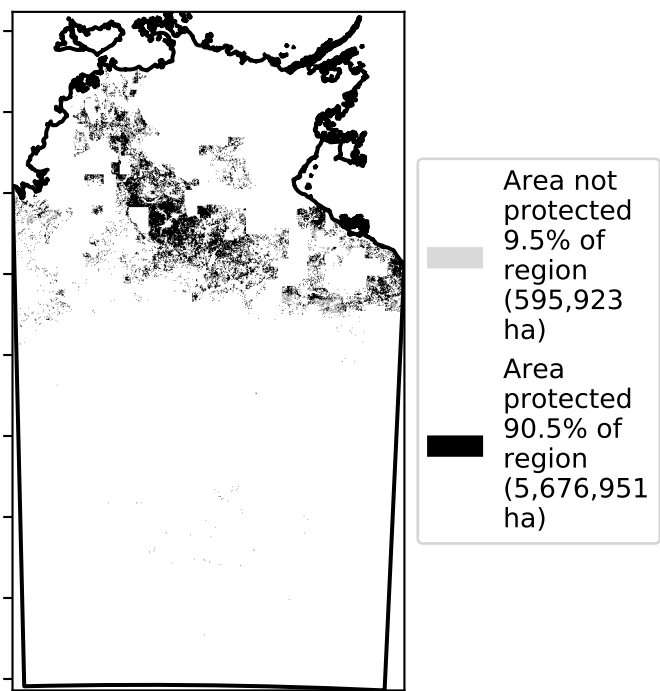 Area not
protected
9.5% of
region
(595,923
ha)
Area
protected
90.5% of
region
(5,676,951
ha)